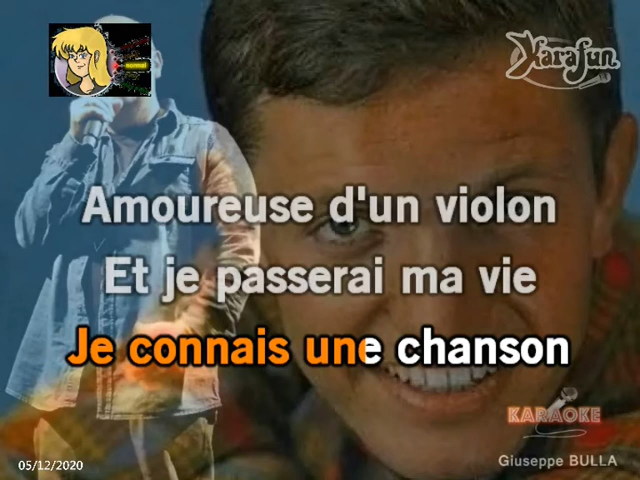 normal
Karafun
Amoureuse d'un violon
Et je passerai ma vie
Je connais une chanson
KARAOKE
05/12/2020
Giuseppe BULLA